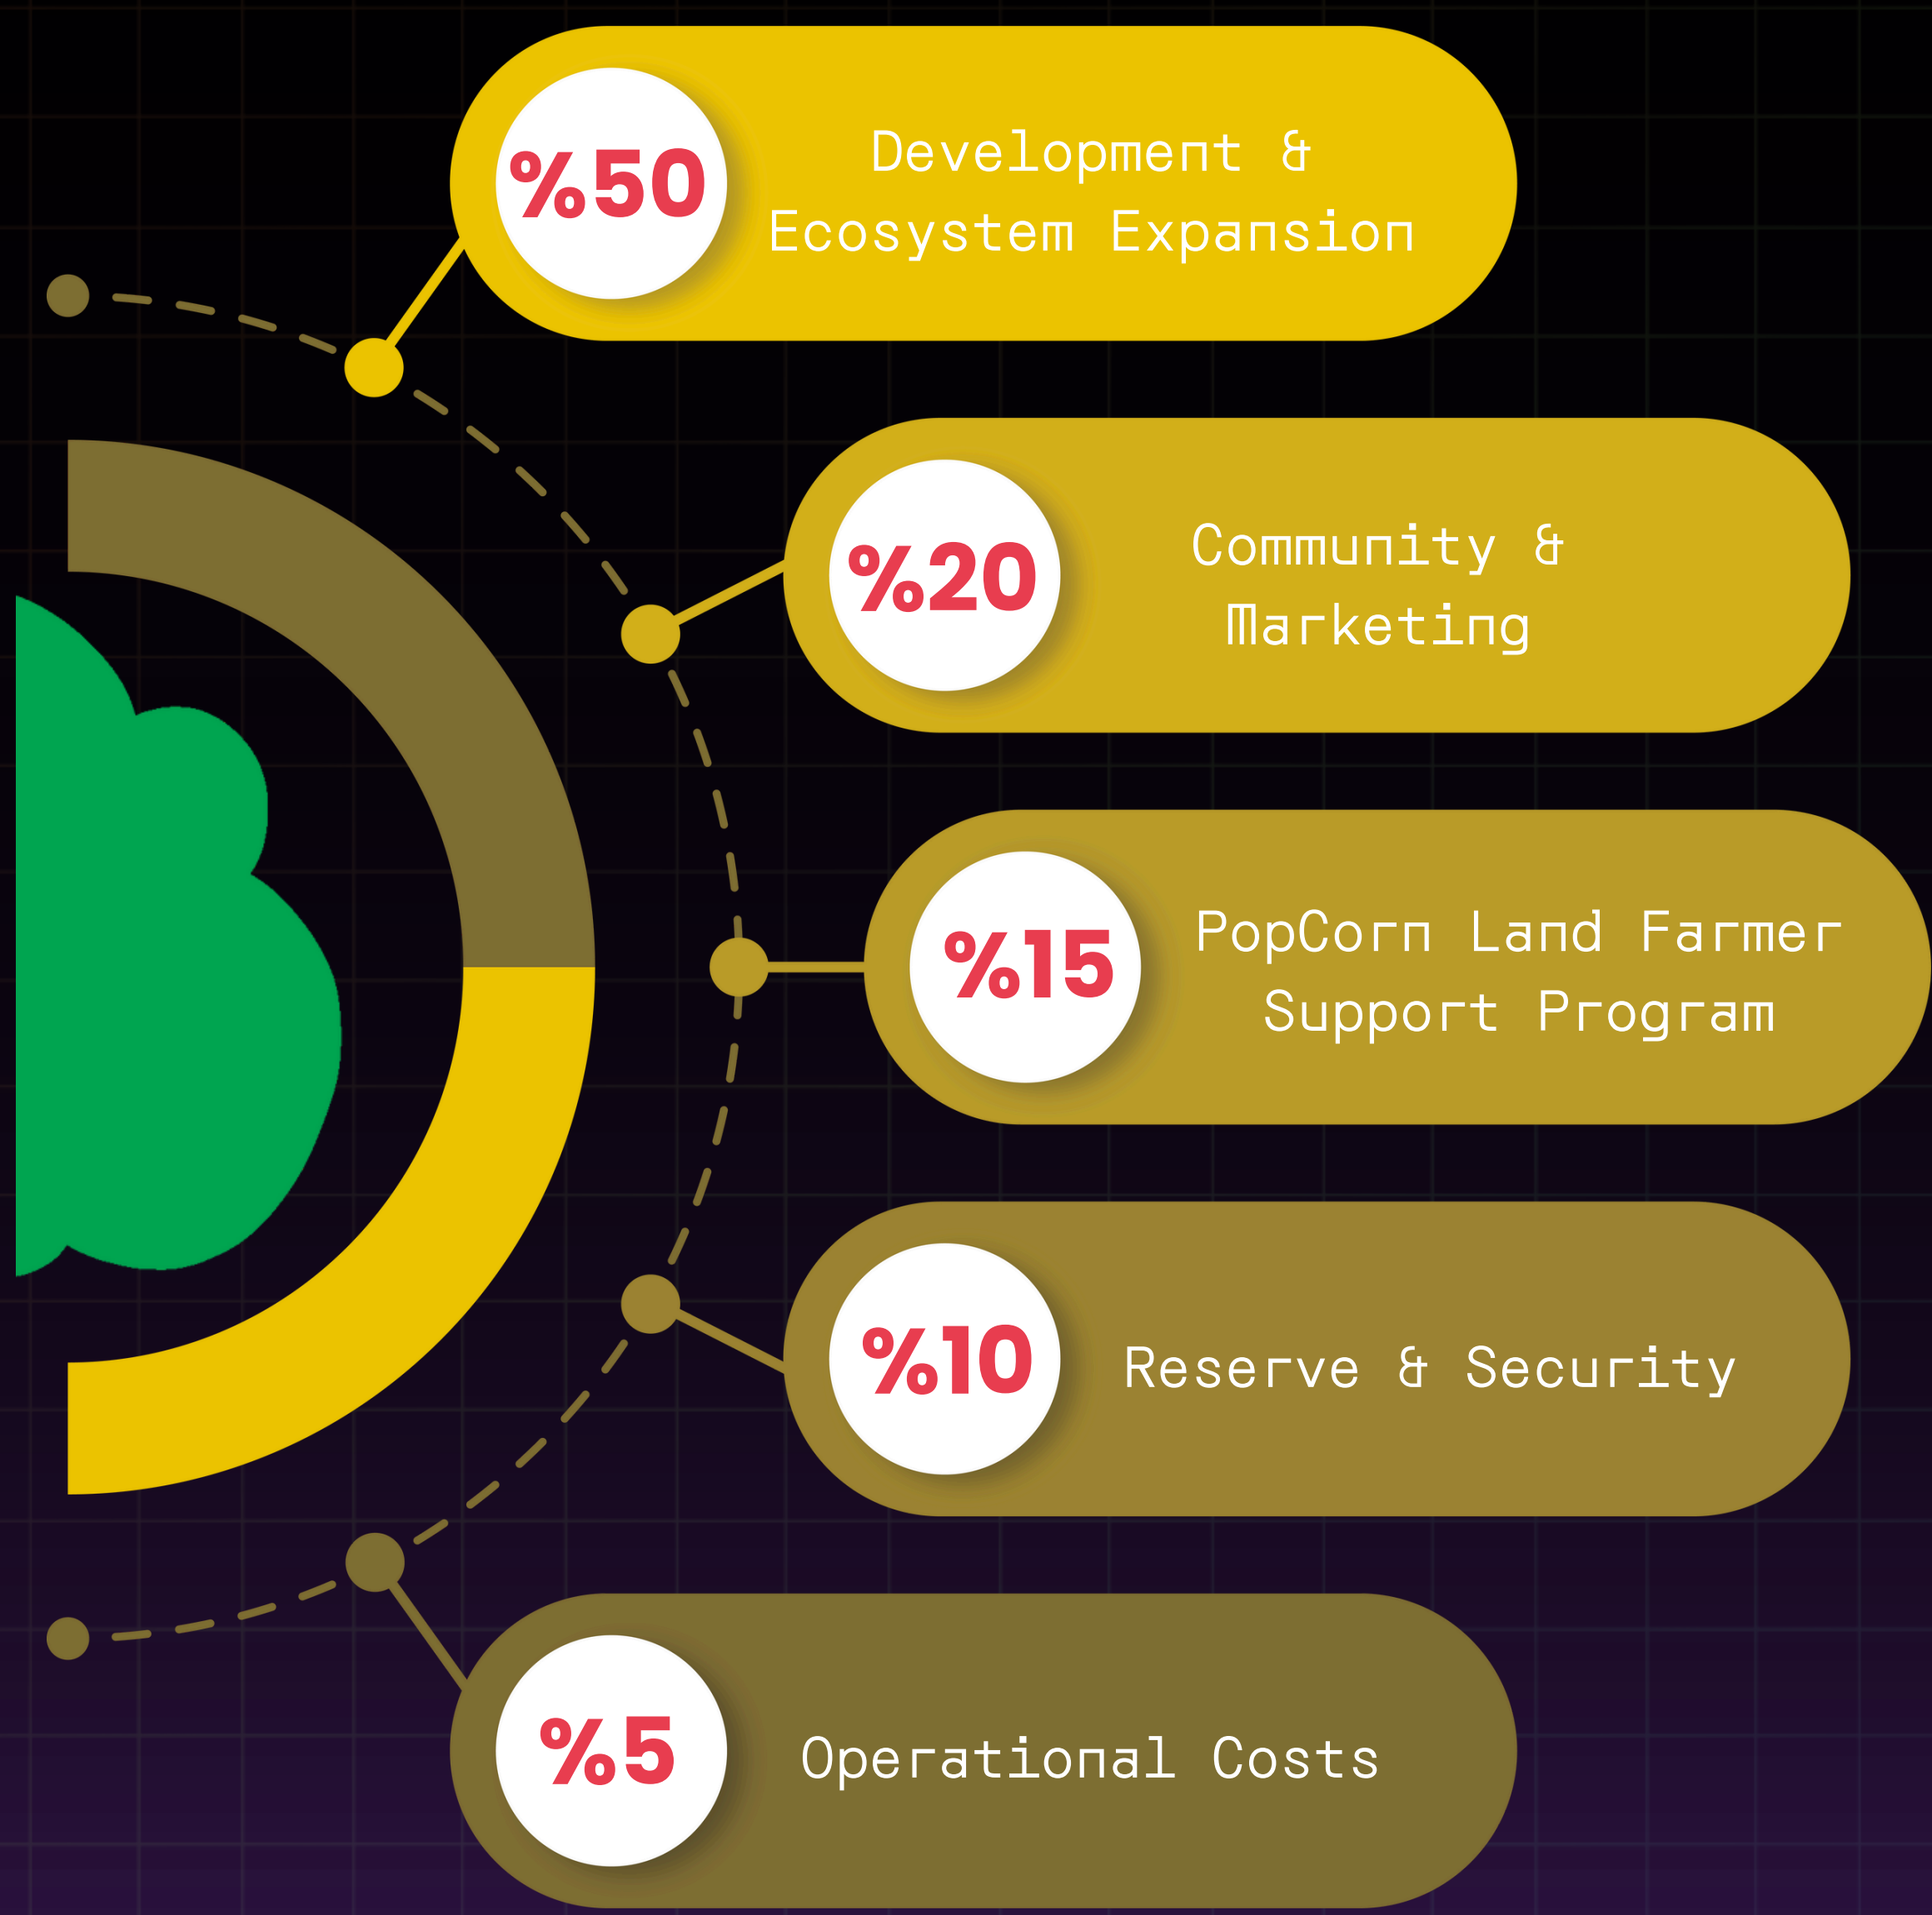 %50
Development &
Ecosystem Expansion
%20
Community &
Marketing
%15
PopCorn Land Farmer
Support Program
%10
Reserve & Security
%5
Operational Costs